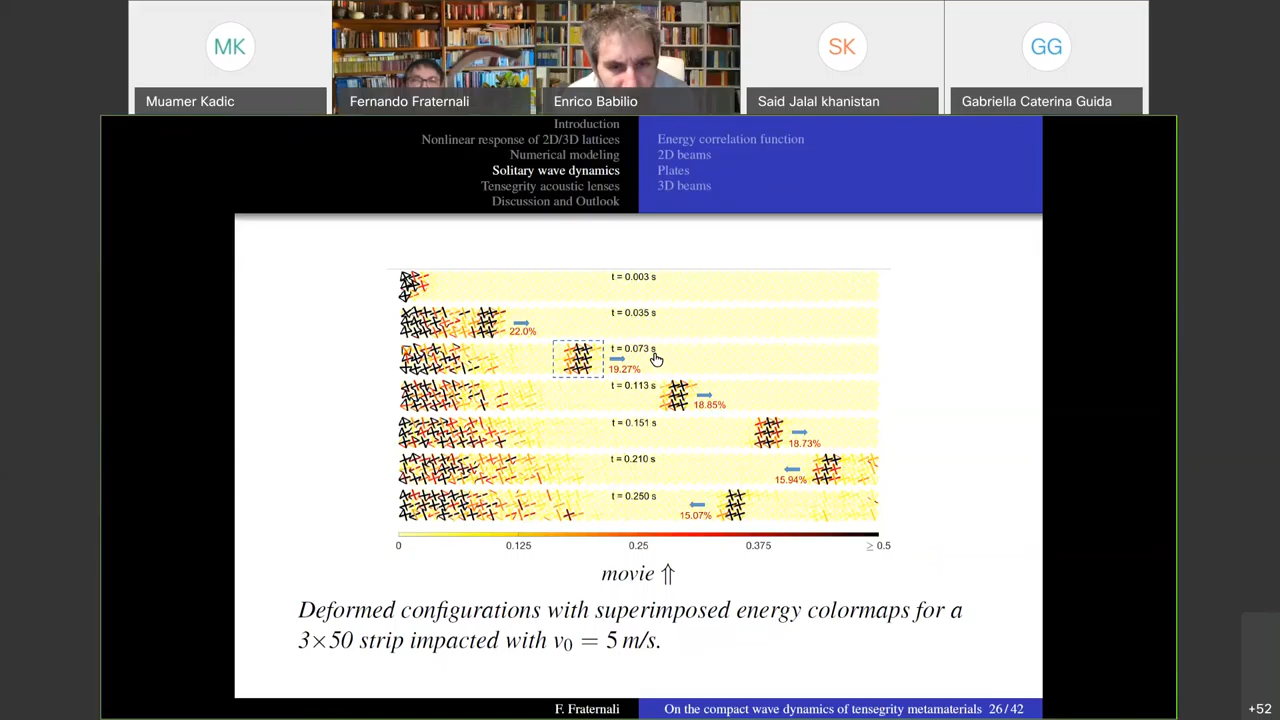 MK
SK
GG
Muamer Kadic
Fernando Fraternali
Enrico Babilio
Said Jalal khanistan
Gabriella Caterina Guida
Introduction
Nonlinear response of 2D/3D lattices
Numerical modeling
Solitary wave dynamics
Tensegrity acoustic lenses
Discussion and Outlook
Energy correlation function
2D beams
Plates
3D beams
t = 0.003 s
t = 0.035 s
22.0%
t = 0.073 s
19.27%
t = 0.113 s
18.85%
t = 0.151 s
18.73%
t = 0.210 s
15.94%
t = 0.250 s
15.07%
0 0.125 0.25 0.375 ≥ 0.5
movie ⇑
Deformed configurations with superimposed energy colormaps for a
3×50 strip impacted with v₀ = 5 m/s.
F. Fraternali
On the compact wave dynamics of tensegrity metamaterials 26 / 42
+52